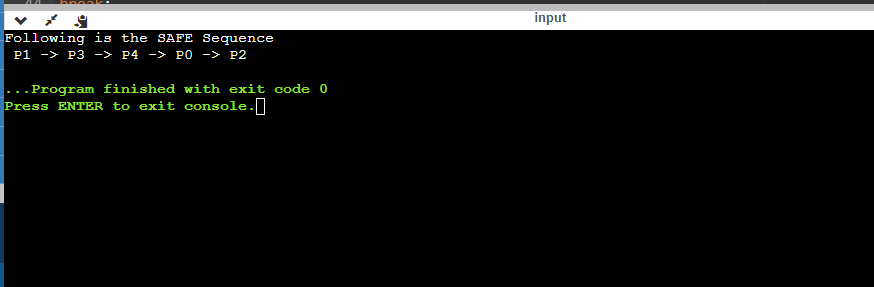 44 break;
input
Following is the SAFE Sequence
P1 -> P3 -> P4 -> P0 -> P2
...Program finished with exit code 0
Press ENTER to exit console.